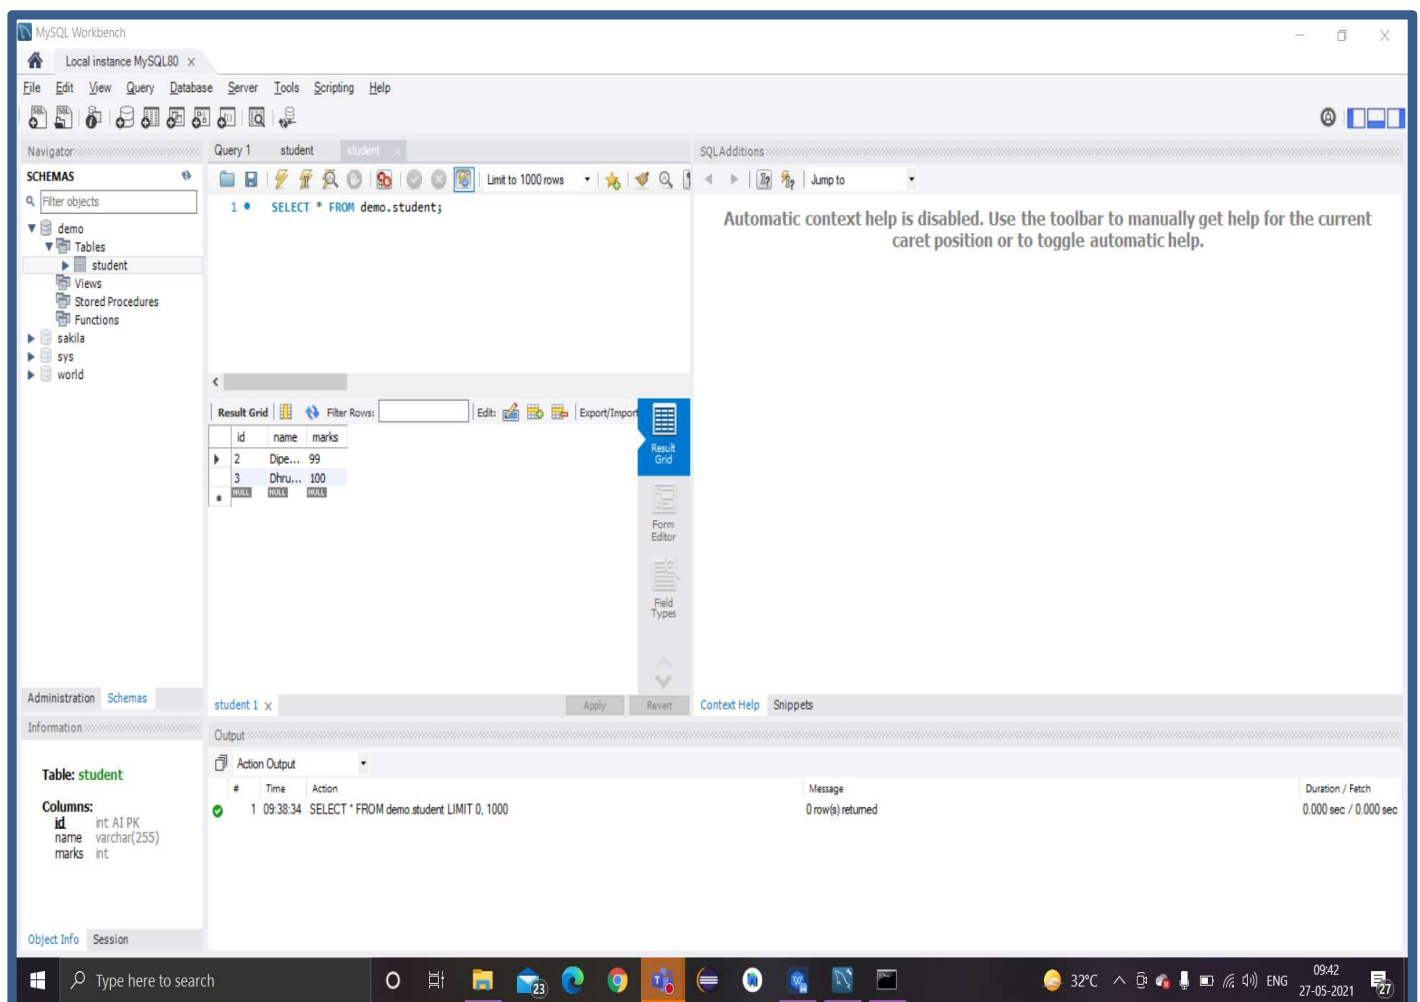 MySQL Workbench
Local instance MySQL80
File Edit View Query Database Server Tools Scripting Help
Navigator
SCHEMAS
Filter objects
demo
Tables
student
Views
Stored Procedures
Functions
sakila
sys
world
Administration Schemas
Query 1 student student
Limit to 1000 rows
1 SELECT * FROM demo.student;
Result Grid Filter Rows: Edit: Export/Import
id name marks
2 Dipe... 99
3 Dhru... 100
NULL NULL NULL
Result Grid
Form Editor
Field Types
student 1 Apply Revert
SQLAdditions
Jump to
Automatic context help is disabled. Use the toolbar to manually get help for the current
caret position or to toggle automatic help.
Context Help Snippets
Information
Table: student
Columns:
id int AI PK
name varchar(255)
marks int
Object Info Session
Output
Action Output
# Time Action Message Duration / Fetch
1 09:38:34 SELECT * FROM demo.student LIMIT 0, 1000 0 row(s) returned 0.000 sec / 0.000 sec
Type here to search
23
32°C ENG
09:42
27-05-2021
27